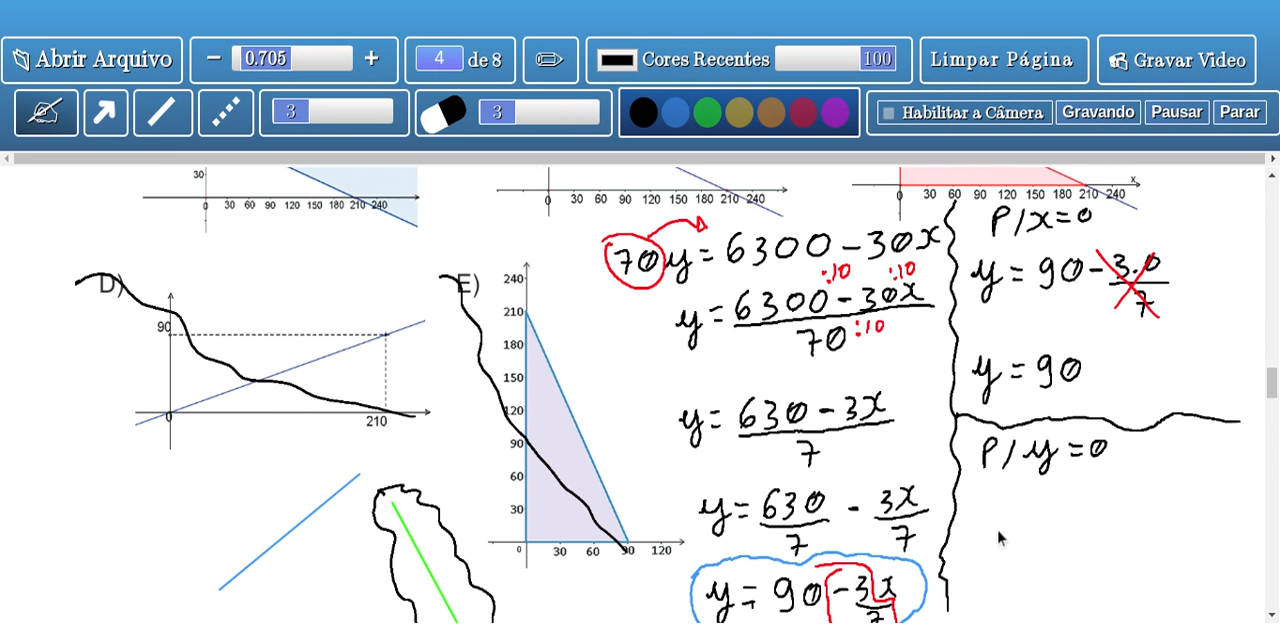 Abrir Arquivo − 0.705 + 4 de 8 Cores Recentes 100 Limpar Página Gravar Video
3 3 Habilitar a Câmera Gravando Pausar Parar
30
0 30 60 90 120 150 180 210 240
0 30 60 90 120 150 180 210 240
x
0 30 60 90 120 150 180 210 240
D)
90
0
210
E)
240
210
180
150
120
90
60
30
0 30 60 90 120
70y = 6300 - 30x
:10 :10
y = 6300 - 30x
70 :10
y = 630 - 3x
7
y = 630 - 3x
7 7
y = 90 - 3x
7
P/x=0
y = 90 - 3.0
7
y = 90
P/y = 0